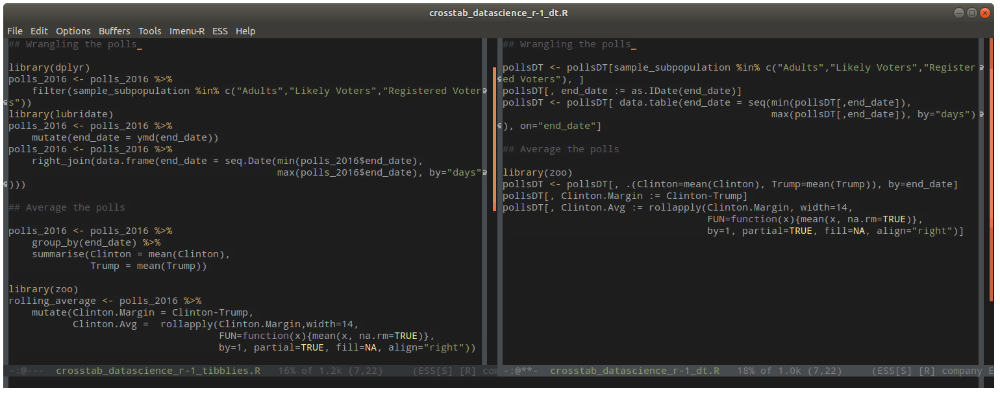 crosstab_datascience_r-1_dt.R
File Edit Options Buffers Tools Imenu-R ESS Help
## Wrangling the polls_
library(dplyr)
polls_2016 <- polls_2016 %>%
    filter(sample_subpopulation %in% c("Adults","Likely Voters","Registered Voter
s"))
library(lubridate)
polls_2016 <- polls_2016 %>%
    mutate(end_date = ymd(end_date))
polls_2016 <- polls_2016 %>%
    right_join(data.frame(end_date = seq.Date(min(polls_2016$end_date),
                                              max(polls_2016$end_date), by="days"
)))
## Average the polls
polls_2016 <- polls_2016 %>%
    group_by(end_date) %>%
    summarise(Clinton = mean(Clinton),
              Trump = mean(Trump))
library(zoo)
rolling_average <- polls_2016 %>%
    mutate(Clinton.Margin = Clinton-Trump,
           Clinton.Avg =  rollapply(Clinton.Margin,width=14,
                                    FUN=function(x){mean(x, na.rm=TRUE)},
                                    by=1, partial=TRUE, fill=NA, align="right"))
-:@---  crosstab_datascience_r-1_tibblies.R   16% of 1.2k (7,22)     (ESS[S] [R] com
## Wrangling the polls_
pollsDT <- pollsDT[sample_subpopulation %in% c("Adults","Likely Voters","Register
ed Voters"), ]
pollsDT[, end_date := as.IDate(end_date)]
pollsDT <- pollsDT[ data.table(end_date = seq(min(pollsDT[,end_date]),
                                              max(pollsDT[,end_date]), by="days")
), on="end_date"]
## Average the polls
library(zoo)
pollsDT <- pollsDT[, .(Clinton=mean(Clinton), Trump=mean(Trump)), by=end_date]
pollsDT[, Clinton.Margin := Clinton-Trump]
pollsDT[, Clinton.Avg := rollapply(Clinton.Margin, width=14,
                                   FUN=function(x){mean(x, na.rm=TRUE)},
                                   by=1, partial=TRUE, fill=NA, align="right")]
-:@**-  crosstab_datascience_r-1_dt.R   18% of 1.0k (7,22)     (ESS[S] [R] company E